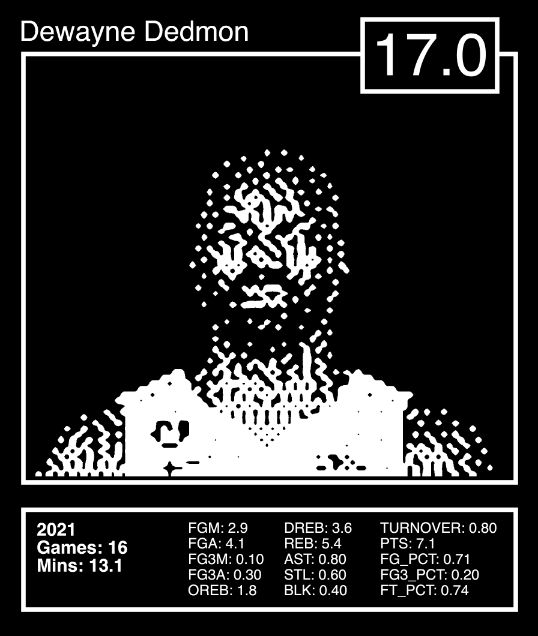 Dewayne Dedmon
17.0
2021
Games: 16
Mins: 13.1
FGM: 2.9
FGA: 4.1
FG3M: 0.10
FG3A: 0.30
OREB: 1.8
DREB: 3.6
REB: 5.4
AST: 0.80
STL: 0.60
BLK: 0.40
TURNOVER: 0.80
PTS: 7.1
FG_PCT: 0.71
FG3_PCT: 0.20
FT_PCT: 0.74